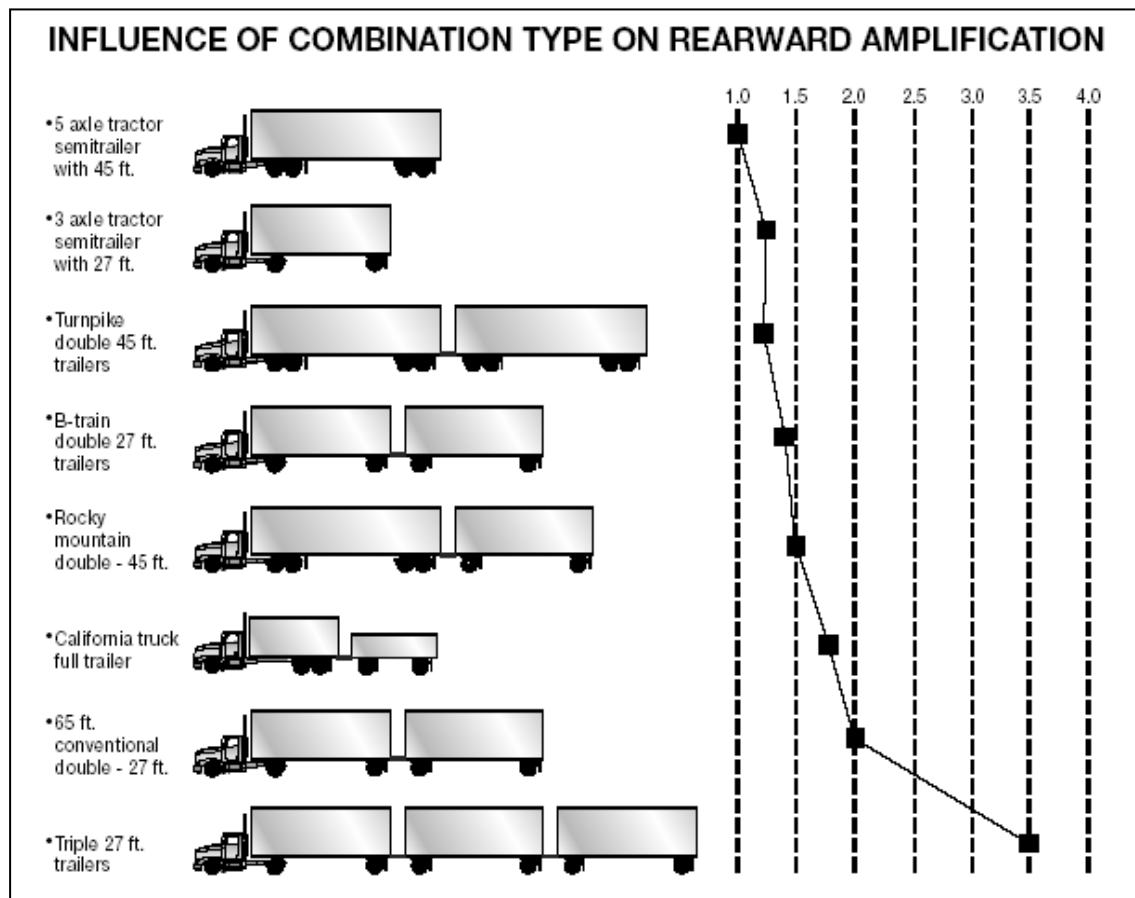 INFLUENCE OF COMBINATION TYPE ON REARWARD AMPLIFICATION
1.0 1.5 2.0 2.5 3.0 3.5 4.0
•5 axle tractor
semitrailer
with 45 ft.
•3 axle tractor
semitrailer
with 27 ft.
•Turnpike
double 45 ft.
trailers
•B-train
double 27 ft.
trailers
•Rocky
mountain
double - 45 ft.
•California truck
full trailer
•65 ft.
conventional
double - 27 ft.
•Triple 27 ft.
trailers